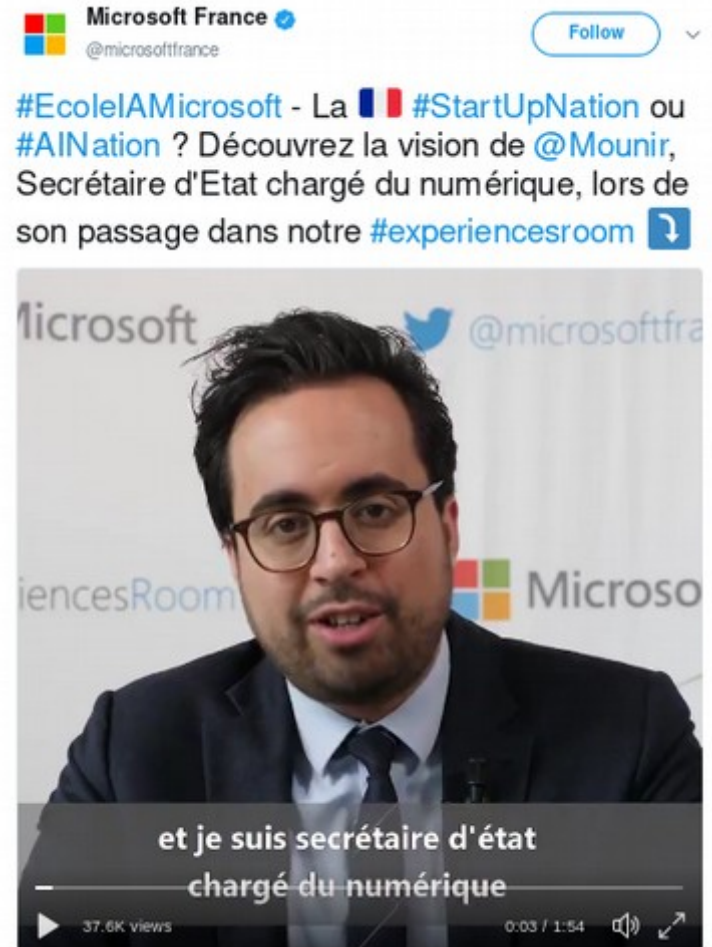 Microsoft France
@microsoftfrance
Follow
#EcoleIAMicrosoft - La 🇫🇷 #StartUpNation ou
#AINation ? Découvrez la vision de @Mounir,
Secrétaire d'Etat chargé du numérique, lors de
son passage dans notre #experiencesroom ⤵
Microsoft
@microsoftfra
iencesRoom
Microso
et je suis secrétaire d'état
chargé du numérique
37.6K views
0:03 / 1:54